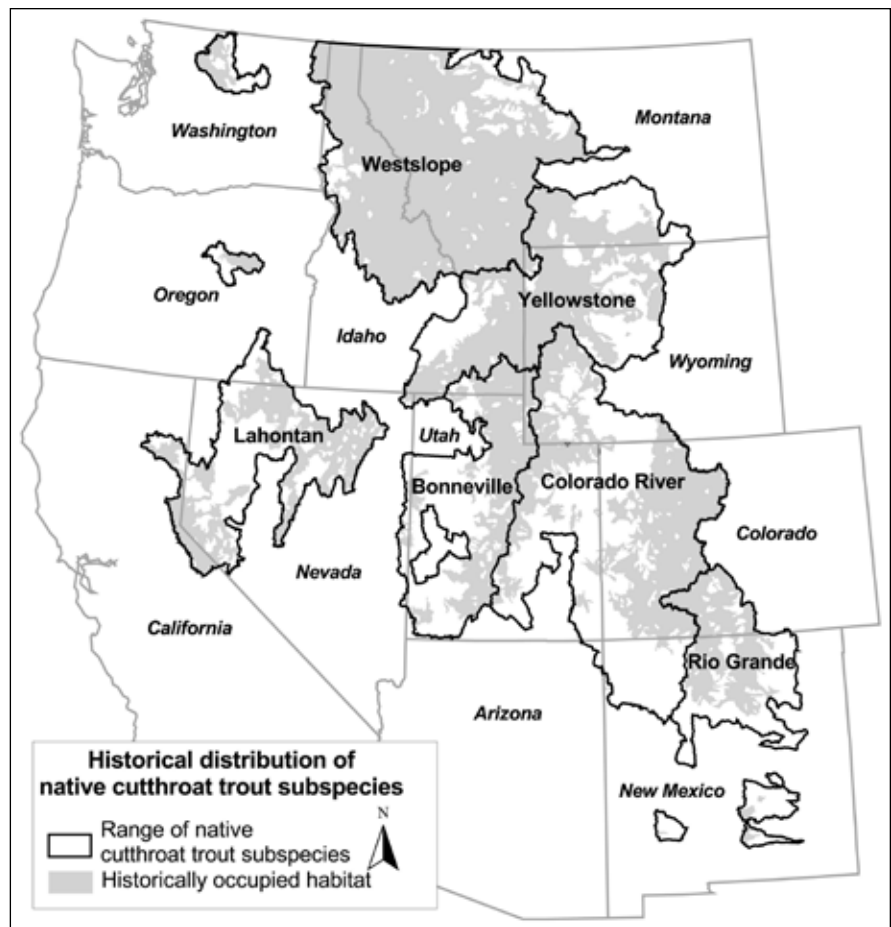 Washington
Montana
Westslope
Oregon
Yellowstone
Idaho
Wyoming
Lahontan
Utah
Bonneville
Colorado River
Colorado
Nevada
California
Rio Grande
Arizona
New Mexico
Historical distribution of
native cutthroat trout subspecies
N
Range of native
cutthroat trout subspecies
Historically occupied habitat